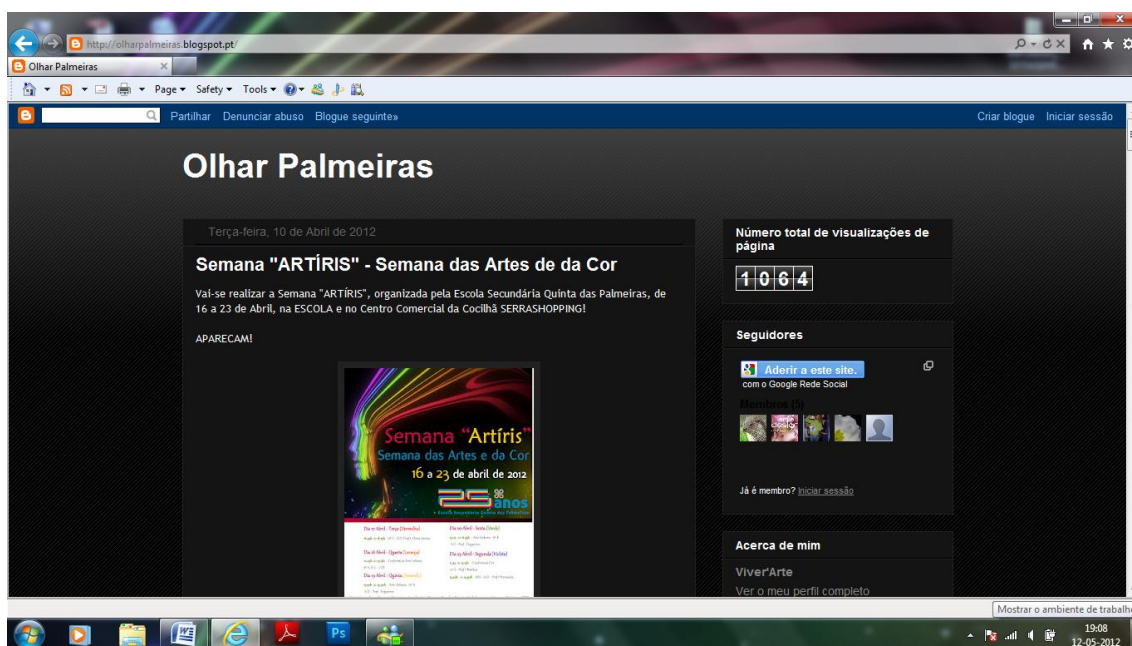 http://olharpalmeiras.blogspot.pt/
Olhar Palmeiras
Page Safety Tools
Partilhar Denunciar abuso Blogue seguinte»
Criar blogue Iniciar sessão
Olhar Palmeiras
Terça-feira, 10 de Abril de 2012
Semana "ARTÍRIS" - Semana das Artes de da Cor
Vai-se realizar a Semana "ARTÍRIS", organizada pela Escola Secundária Quinta das Palmeiras, de
16 a 23 de Abril, na ESCOLA e no Centro Comercial da Cocilhã SERRASHOPPING!
APARECAM!
Semana "Artíris"
Semana das Artes e da Cor
16 a 23 de abril de 2012
25 anos
Número total de visualizações de
página
1064
Seguidores
Aderir a este site.
com o Google Rede Social
Membros (5)
Já é membro? Iniciar sessão
Acerca de mim
Viver'Arte
Ver o meu perfil completo
Mostrar o ambiente de trabalho
Ps
19:08
12-05-2012